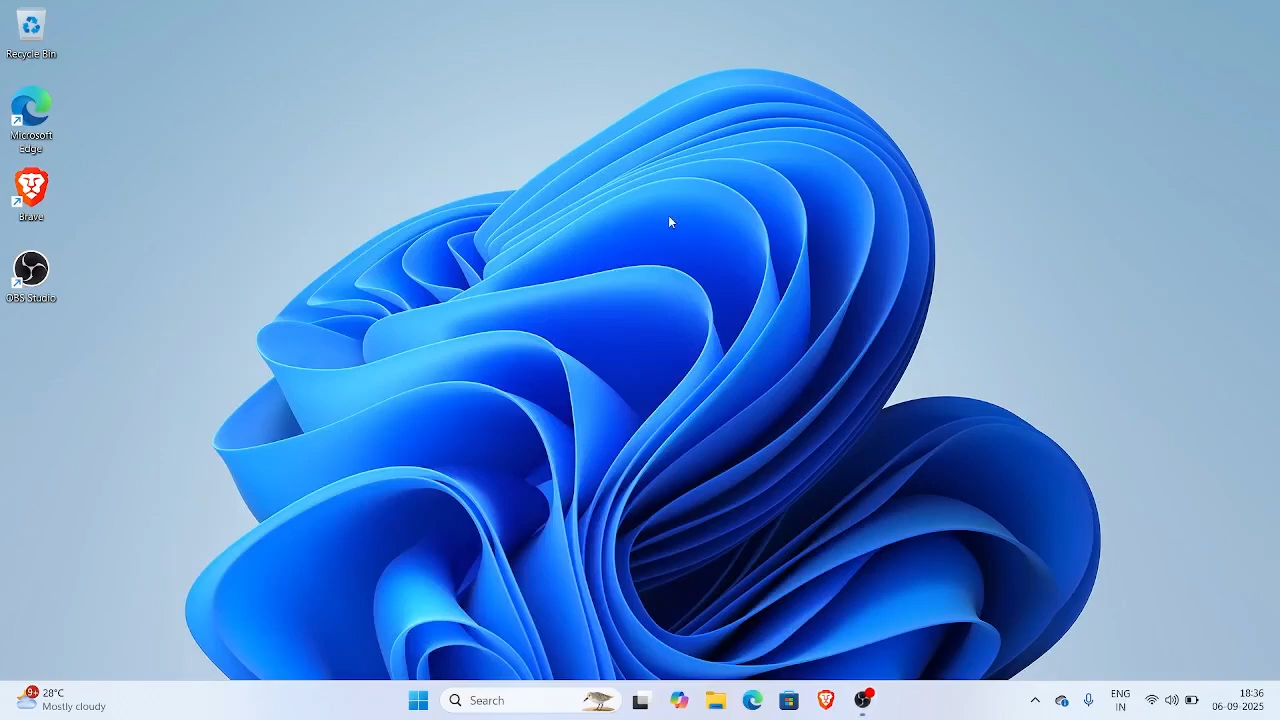 Recycle Bin
Microsoft
Edge
Brave
OBS Studio
9+
28°C
Mostly cloudy
Search
ENG
IN
18:36
06-09-2025